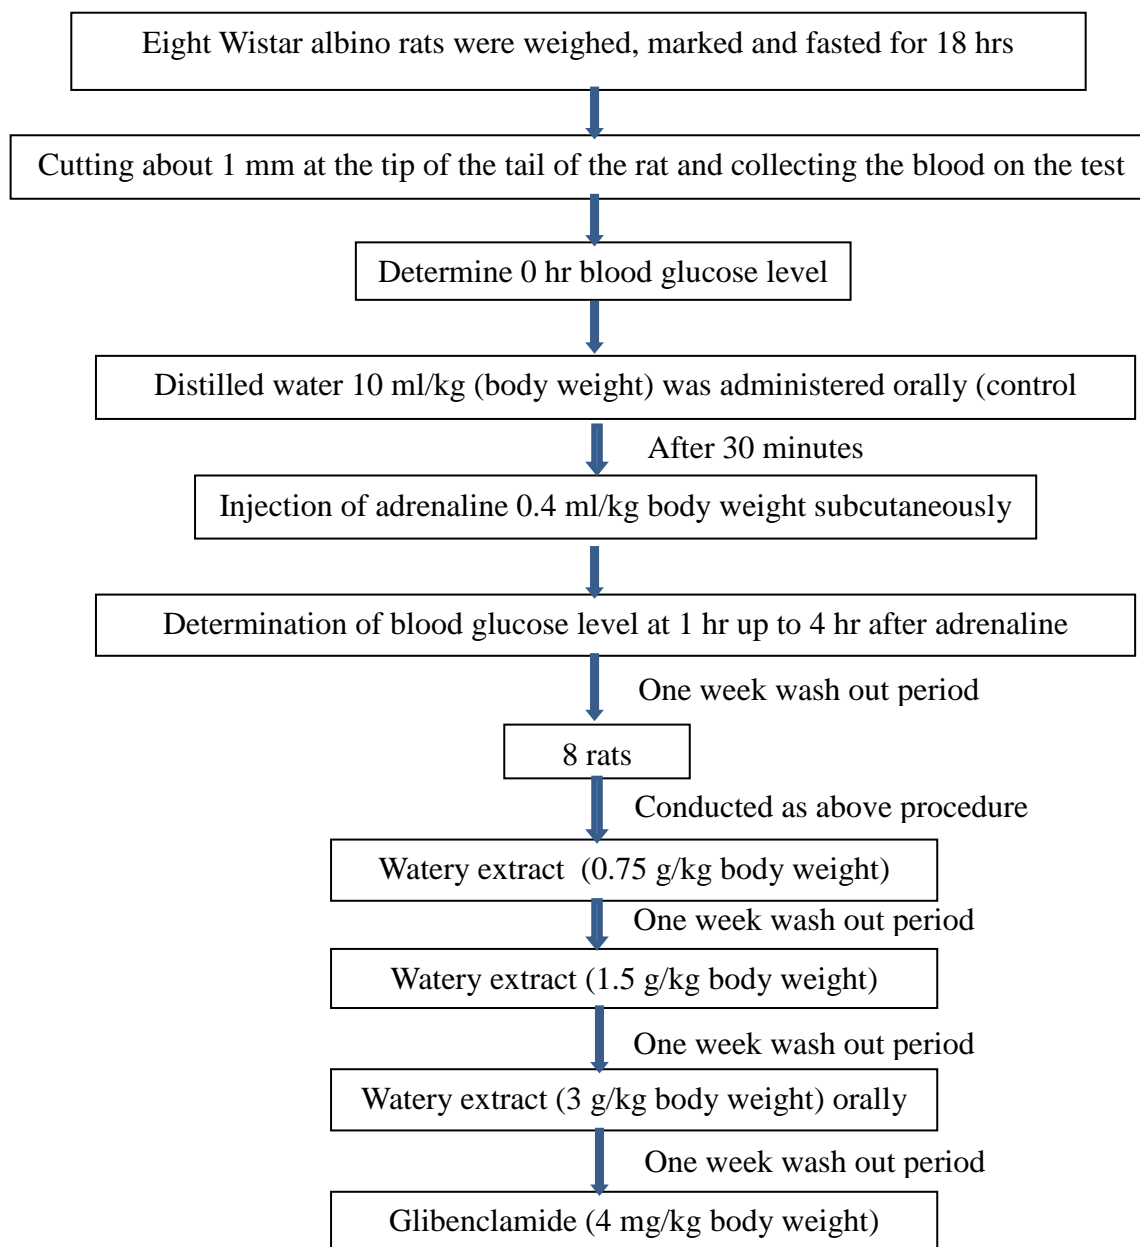 Eight Wistar albino rats were weighed, marked and fasted for 18 hrs
Cutting about 1 mm at the tip of the tail of the rat and collecting the blood on the test
Determine 0 hr blood glucose level
Distilled water 10 ml/kg (body weight) was administered orally (control
After 30 minutes
Injection of adrenaline 0.4 ml/kg body weight subcutaneously
Determination of blood glucose level at 1 hr up to 4 hr after adrenaline
One week wash out period
8 rats
Conducted as above procedure
Watery extract (0.75 g/kg body weight)
One week wash out period
Watery extract (1.5 g/kg body weight)
One week wash out period
Watery extract (3 g/kg body weight) orally
One week wash out period
Glibenclamide (4 mg/kg body weight)